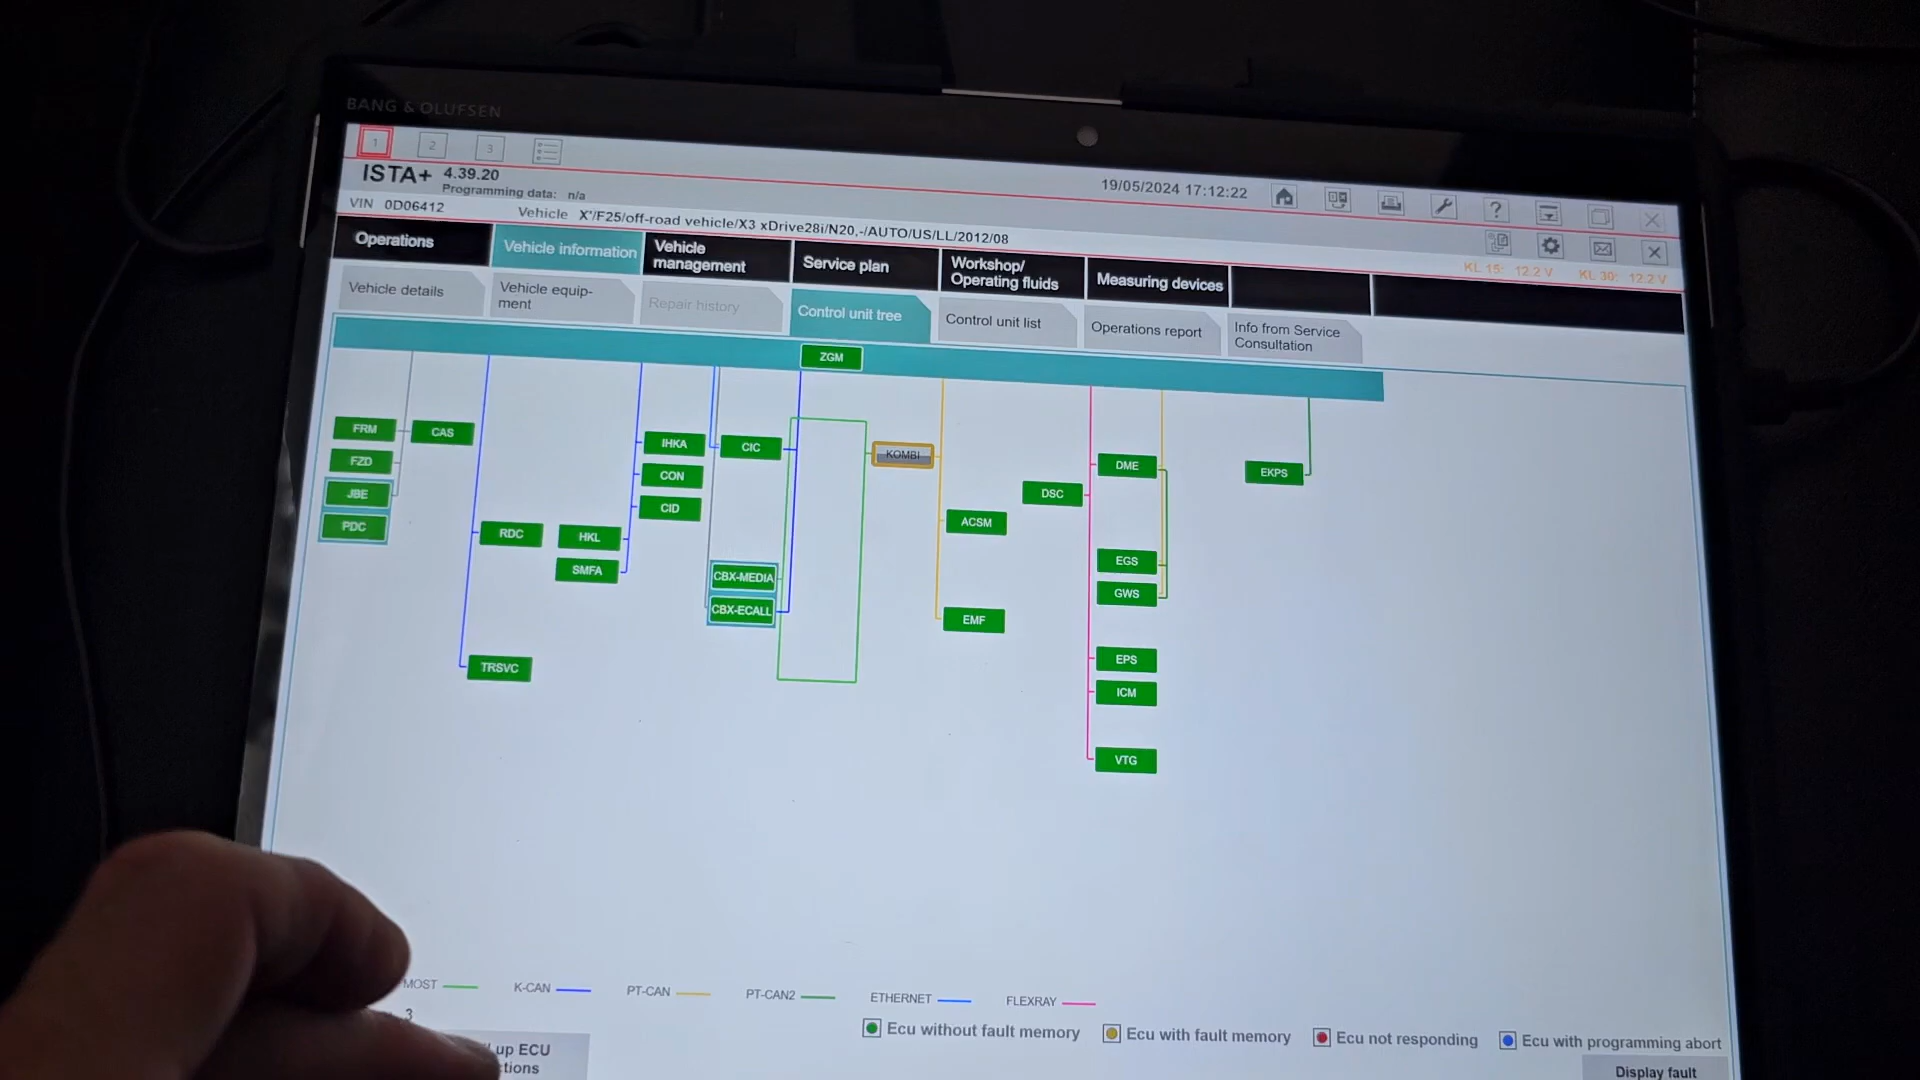 BANG & OLUFSEN
1 2 3
ISTA+ 4.39.20
Programming data: n/a
19/05/2024 17:12:22
?
VIN 0D06412
Vehicle X'/F25/off-road vehicle/X3 xDrive28i/N20,-/AUTO/US/LL/2012/08
KL 15: 12.2 V KL 30: 12.2 V
Operations
Vehicle information
Vehicle
management
Service plan
Workshop/
Operating fluids
Measuring devices
Vehicle details
Vehicle equip-
ment
Repair history
Control unit tree
Control unit list
Operations report
Info from Service
Consultation
ZGM
FRM
CAS
FZD
JBE
PDC
RDC
TRSVC
HKL
SMFA
IHKA
CON
CID
CIC
CBX-MEDIA
CBX-ECALL
KOMBI
ACSM
EMF
DSC
DME
EGS
GWS
EPS
ICM
VTG
EKPS
MOST
K-CAN
PT-CAN
PT-CAN2
ETHERNET
FLEXRAY
3
Ecu without fault memory
Ecu with fault memory
Ecu not responding
Ecu with programming abort
up ECU
Display fault